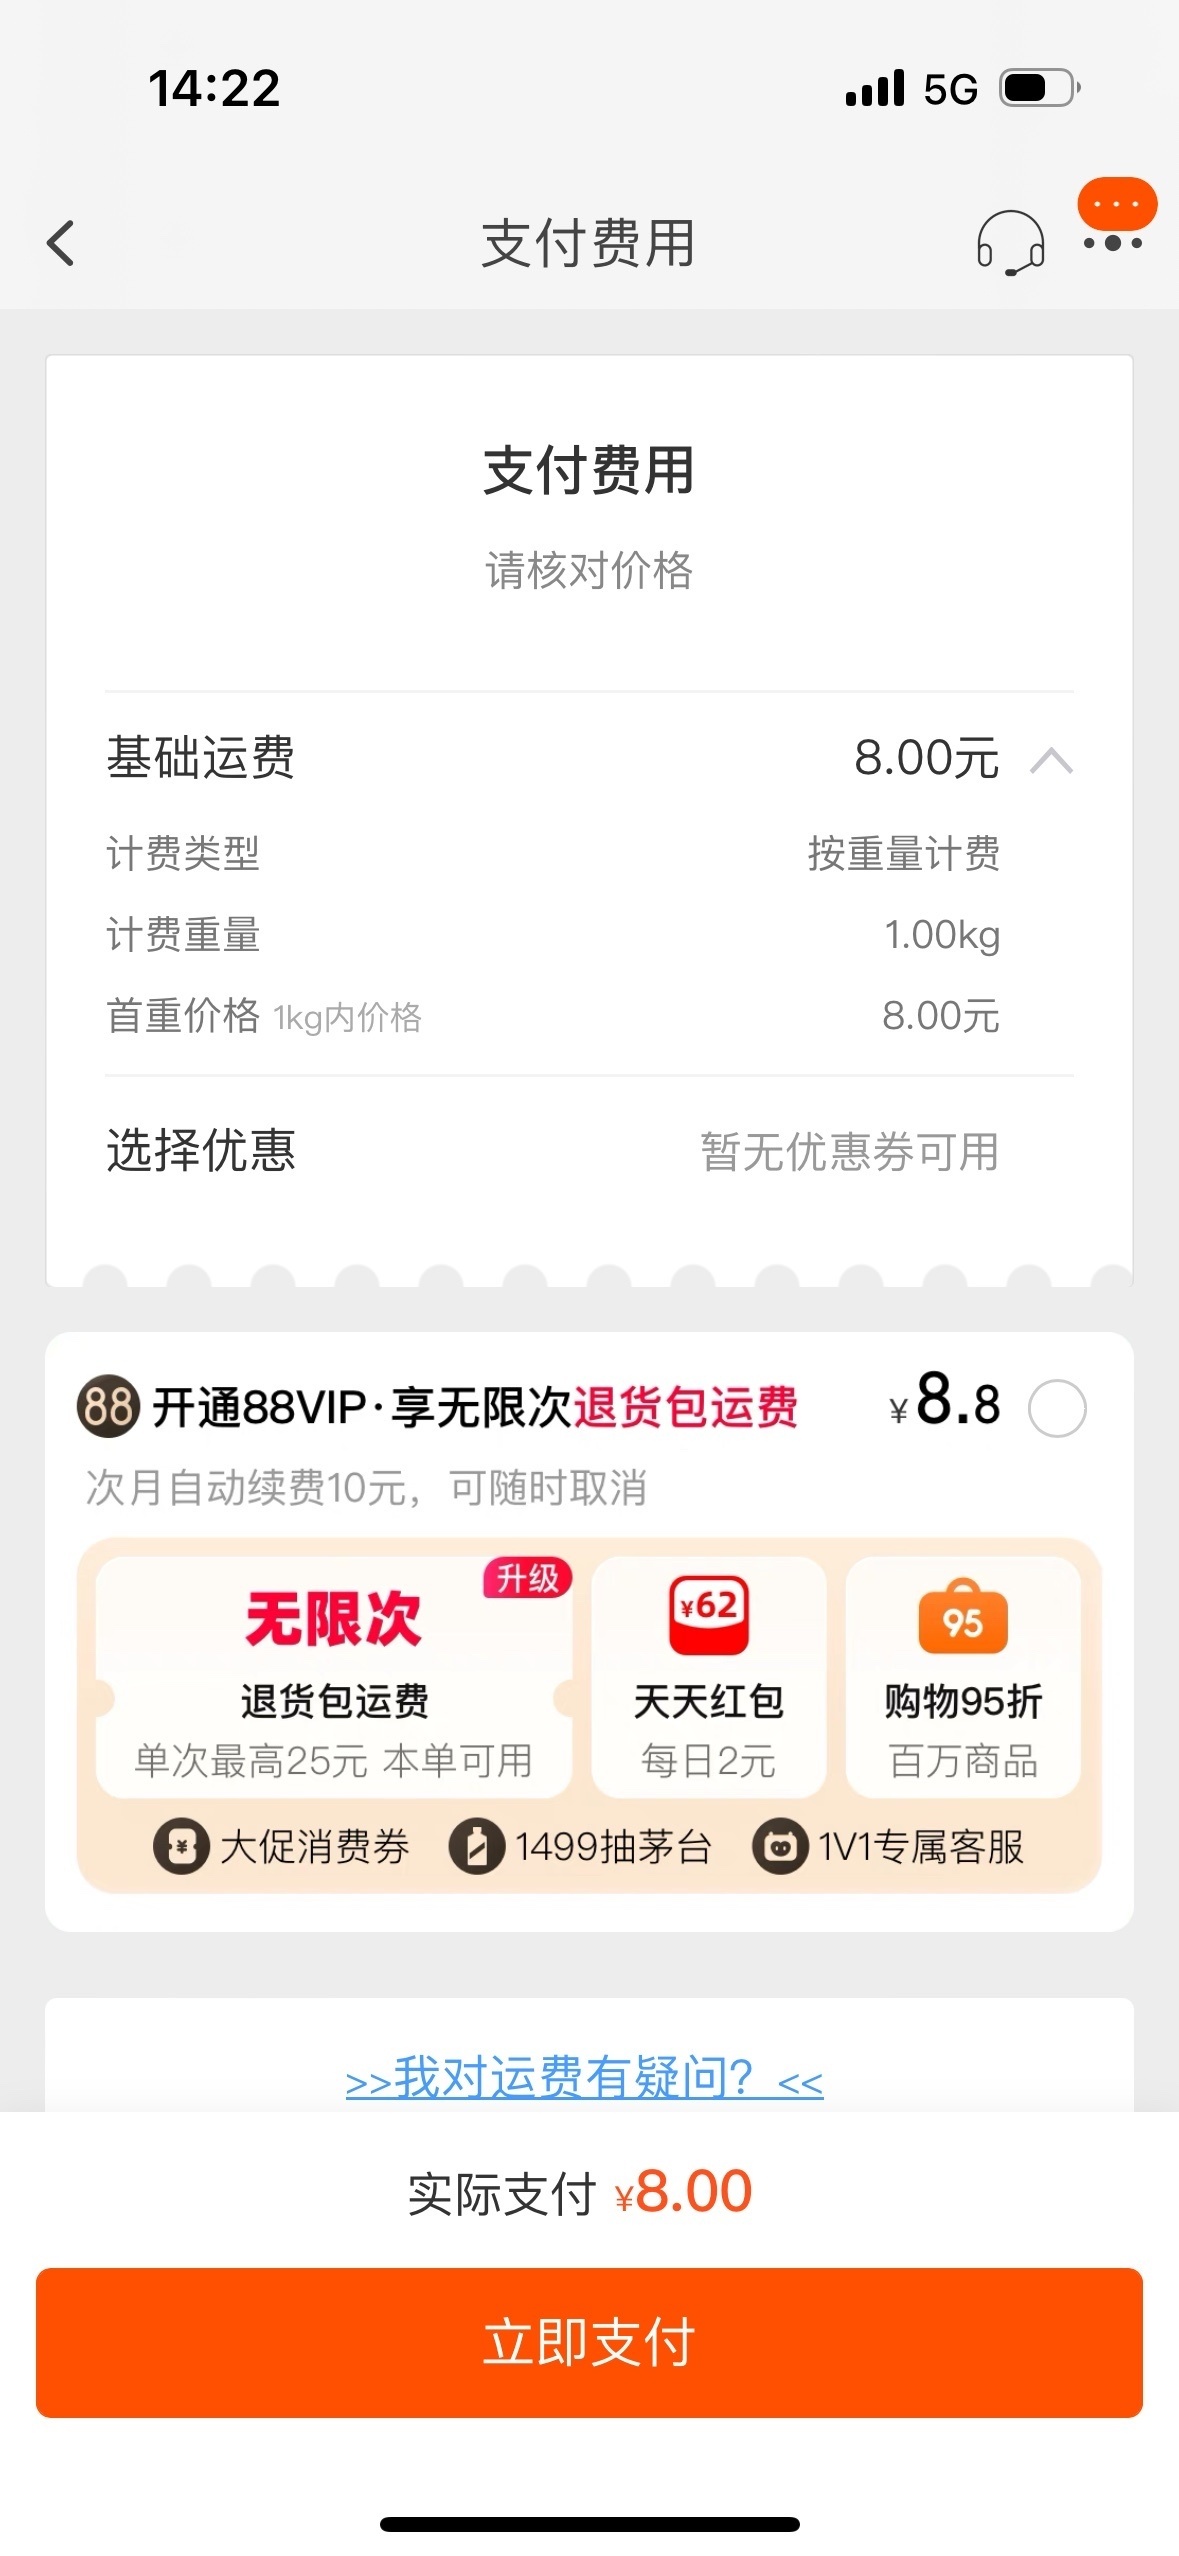 14:22 5G
支付费用
支付费用
请核对价格
基础运费 8.00元
计费类型 按重量计费
计费重量 1.00kg
首重价格 1kg内价格 8.00元
选择优惠 暂无优惠券可用
88 开通88VIP·享无限次退货包运费 ¥8.8
次月自动续费10元，可随时取消
升级
无限次 ¥62 95
退货包运费 天天红包 购物95折
单次最高25元 本单可用 每日2元 百万商品
大促消费券 1499抽茅台 1V1专属客服
>>我对运费有疑问？<<
实际支付 ¥8.00
立即支付